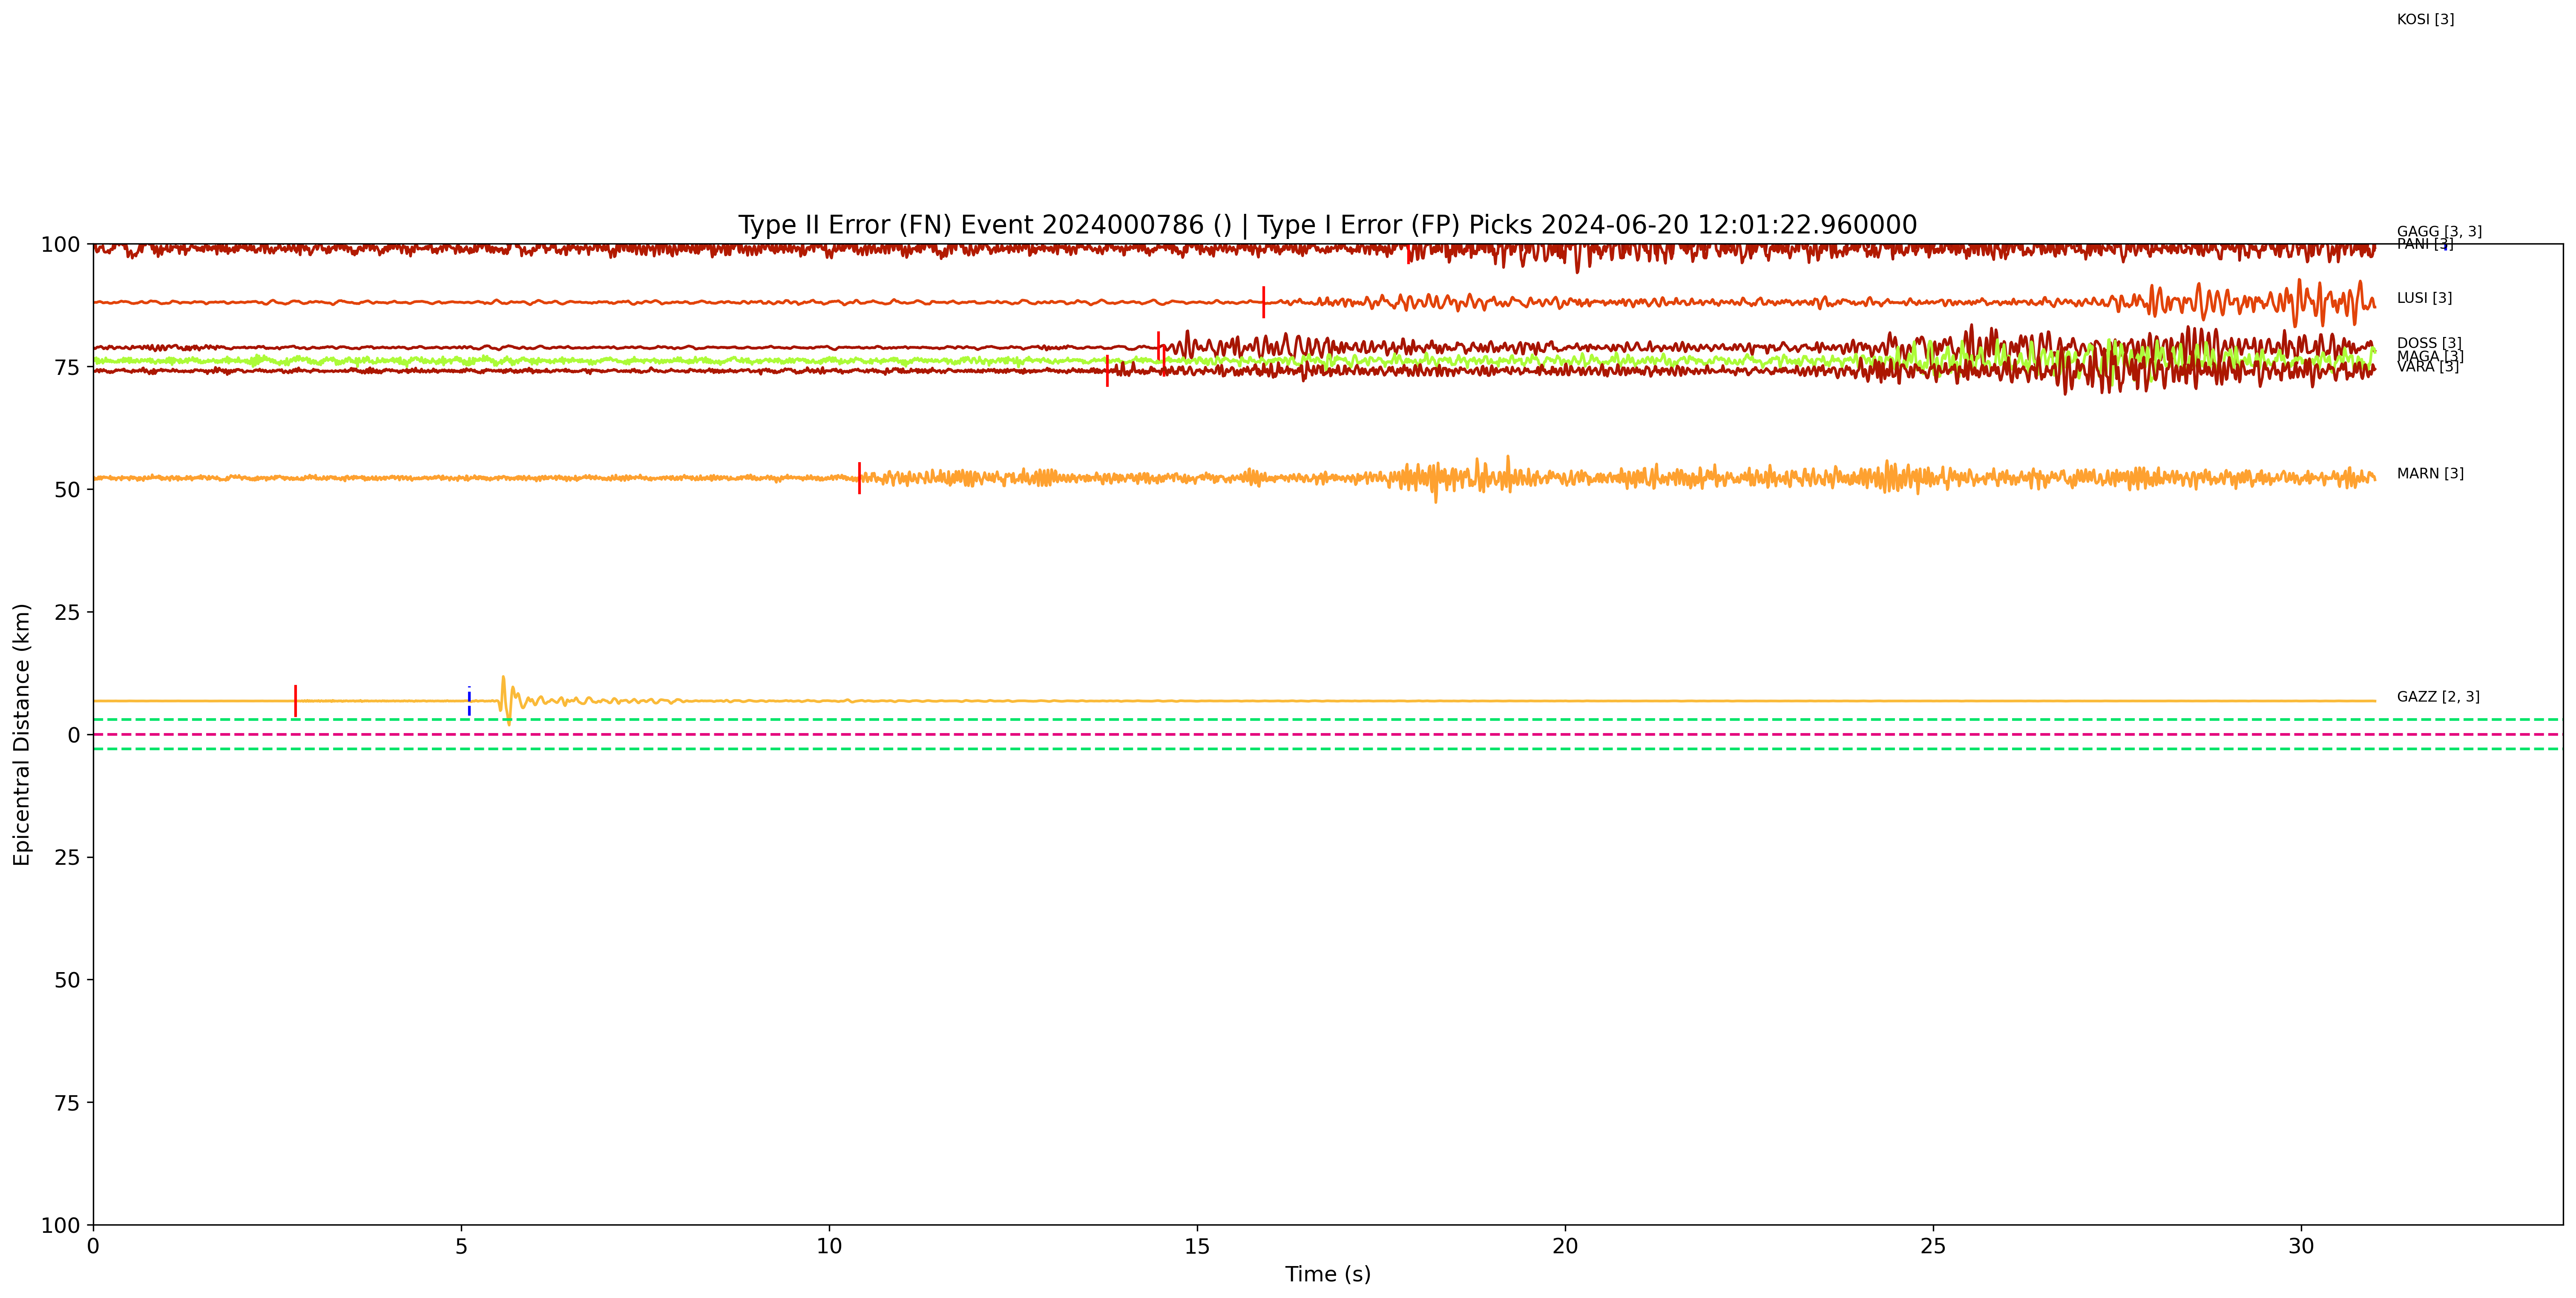 KOSI [3]
Type II Error (FN) Event 2024000786 () | Type I Error (FP) Picks 2024-06-20 12:01:22.960000
GAGG [3, 3]
PANI [3]
LUSI [3]
DOSS [3]
MAGA [3]
VARA [3]
MARN [3]
GAZZ [2, 3]
Epicentral Distance (km)
100
75
50
25
0
25
50
75
100
0 5 10 15 20 25 30
Time (s)